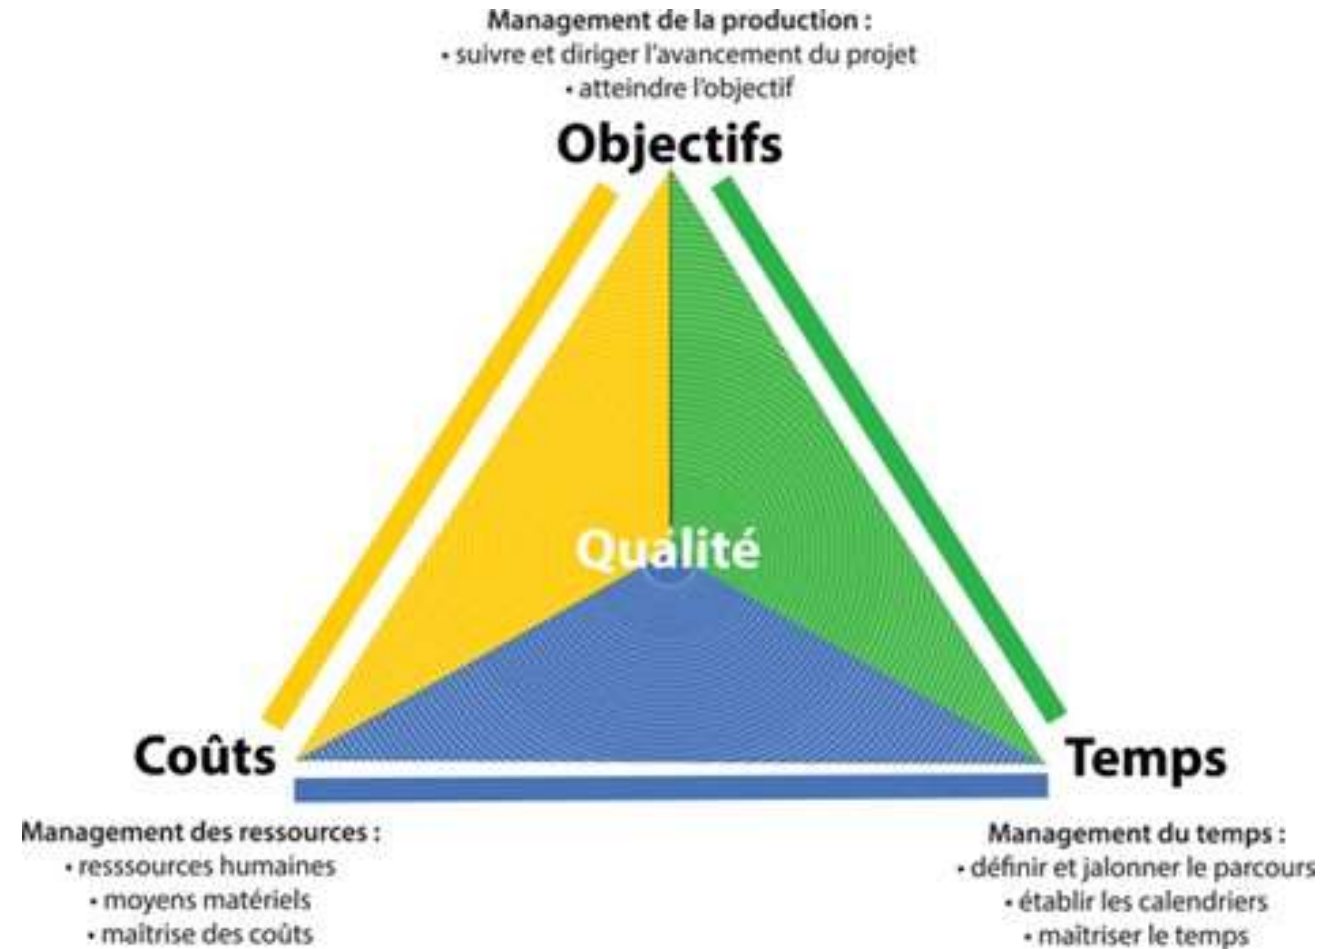 Management de la production :
• suivre et diriger l'avancement du projet
• atteindre l'objectif
Objectifs
Qualité
Coûts
Temps
Management des ressources :
• resssources humaines
• moyens matériels
• maîtrise des coûts
Management du temps :
• définir et jalonner le parcours
• établir les calendriers
• maîtriser le temps